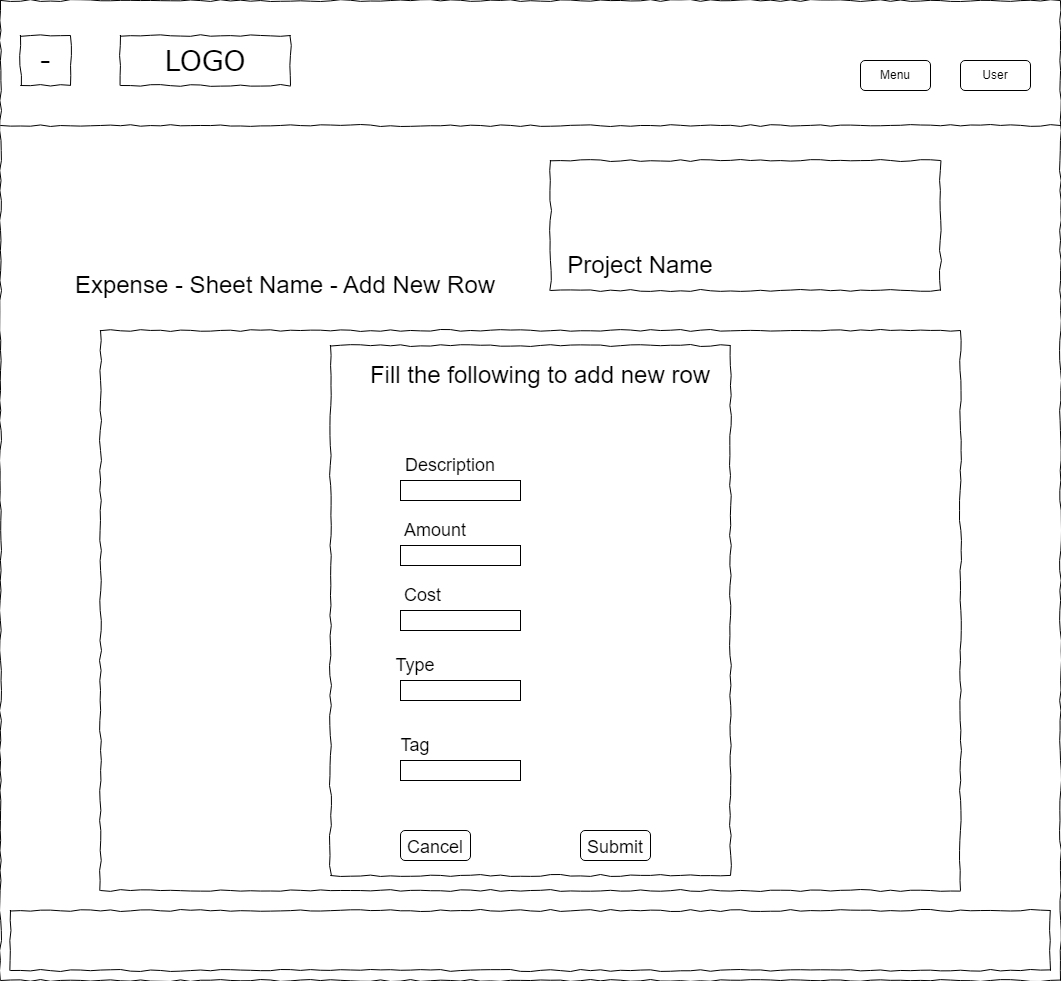 -
LOGO
Menu
User
Project Name
Expense - Sheet Name - Add New Row
Fill the following to add new row
Description
Amount
Cost
Type
Tag
Cancel
Submit